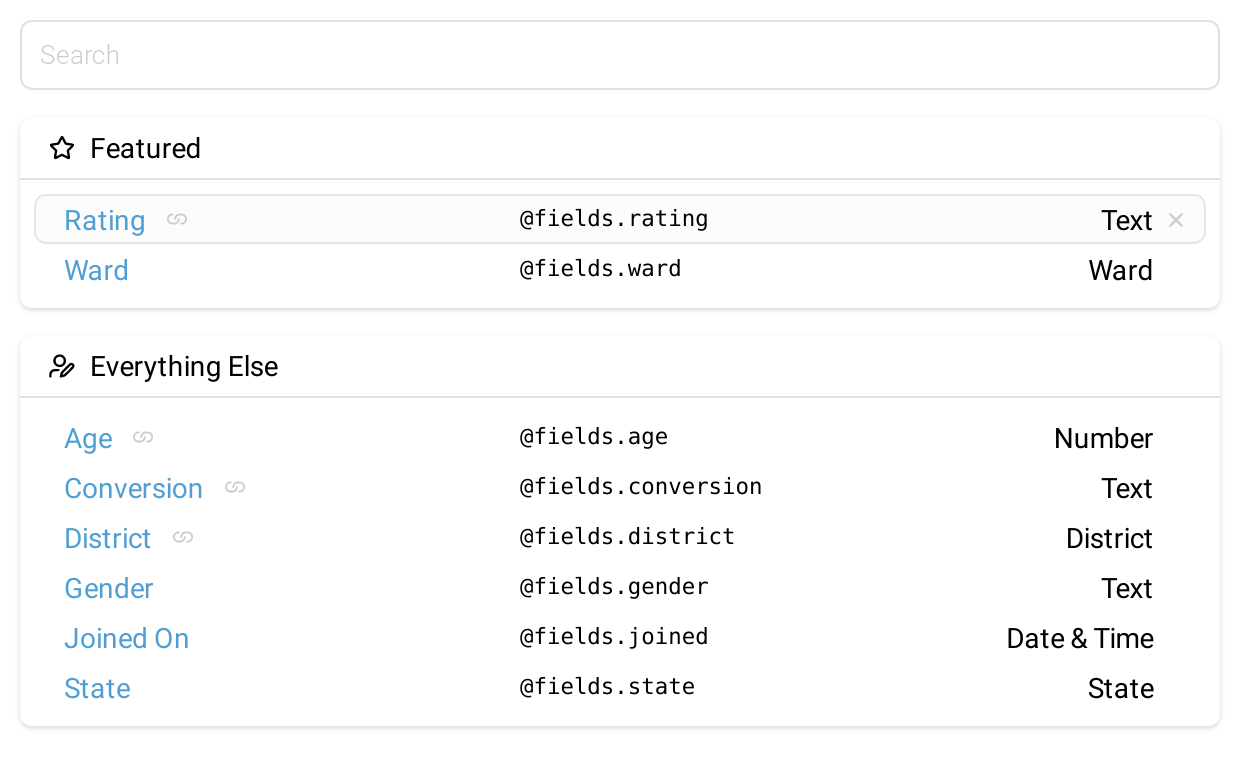 Search
Featured
Rating @fields.rating Text
Ward @fields.ward Ward
Everything Else
Age @fields.age Number
Conversion @fields.conversion Text
District @fields.district District
Gender @fields.gender Text
Joined On @fields.joined Date & Time
State @fields.state State